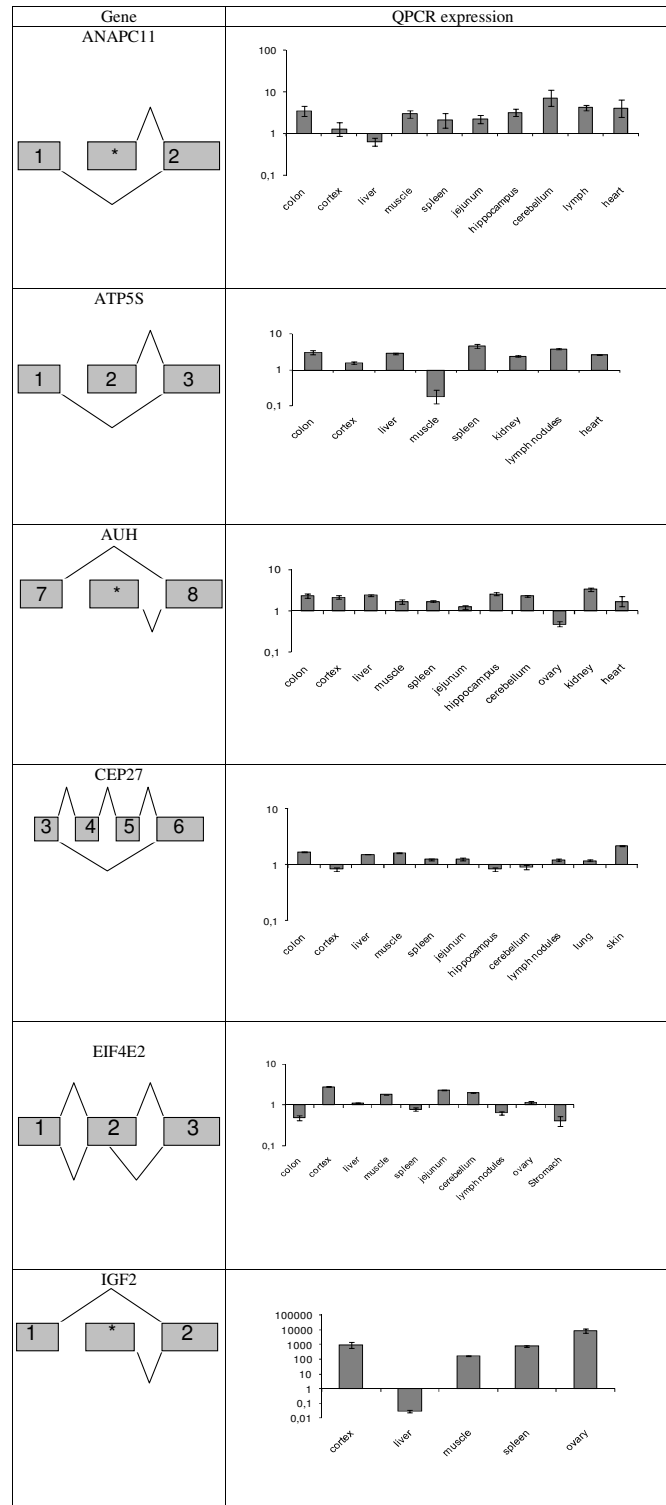 Gene QPCR expression
ANAPC11
1 * 2
100
10
1
0,1
colon cortex liver muscle spleen jejunum hippocampus cerebellum lymph heart
ATP5S
1 2 3
10
1
0,1
colon cortex liver muscle spleen kidney lymph nodules heart
AUH
7 * 8
10
1
0,1
colon cortex liver muscle spleen jejunum hippocampus cerebellum ovary kidney heart
CEP27
3 4 5 6
10
1
0,1
colon cortex liver muscle spleen jejunum hippocampus cerebellum lymph nodules lung skin
EIF4E2
1 2 3
10
1
0,1
colon cortex liver muscle spleen jejunum cerebellum lymph nodules ovary Stromach
IGF2
1 * 2
100000
10000
1000
100
10
1
0,1
0,01
cortex liver muscle spleen ovary